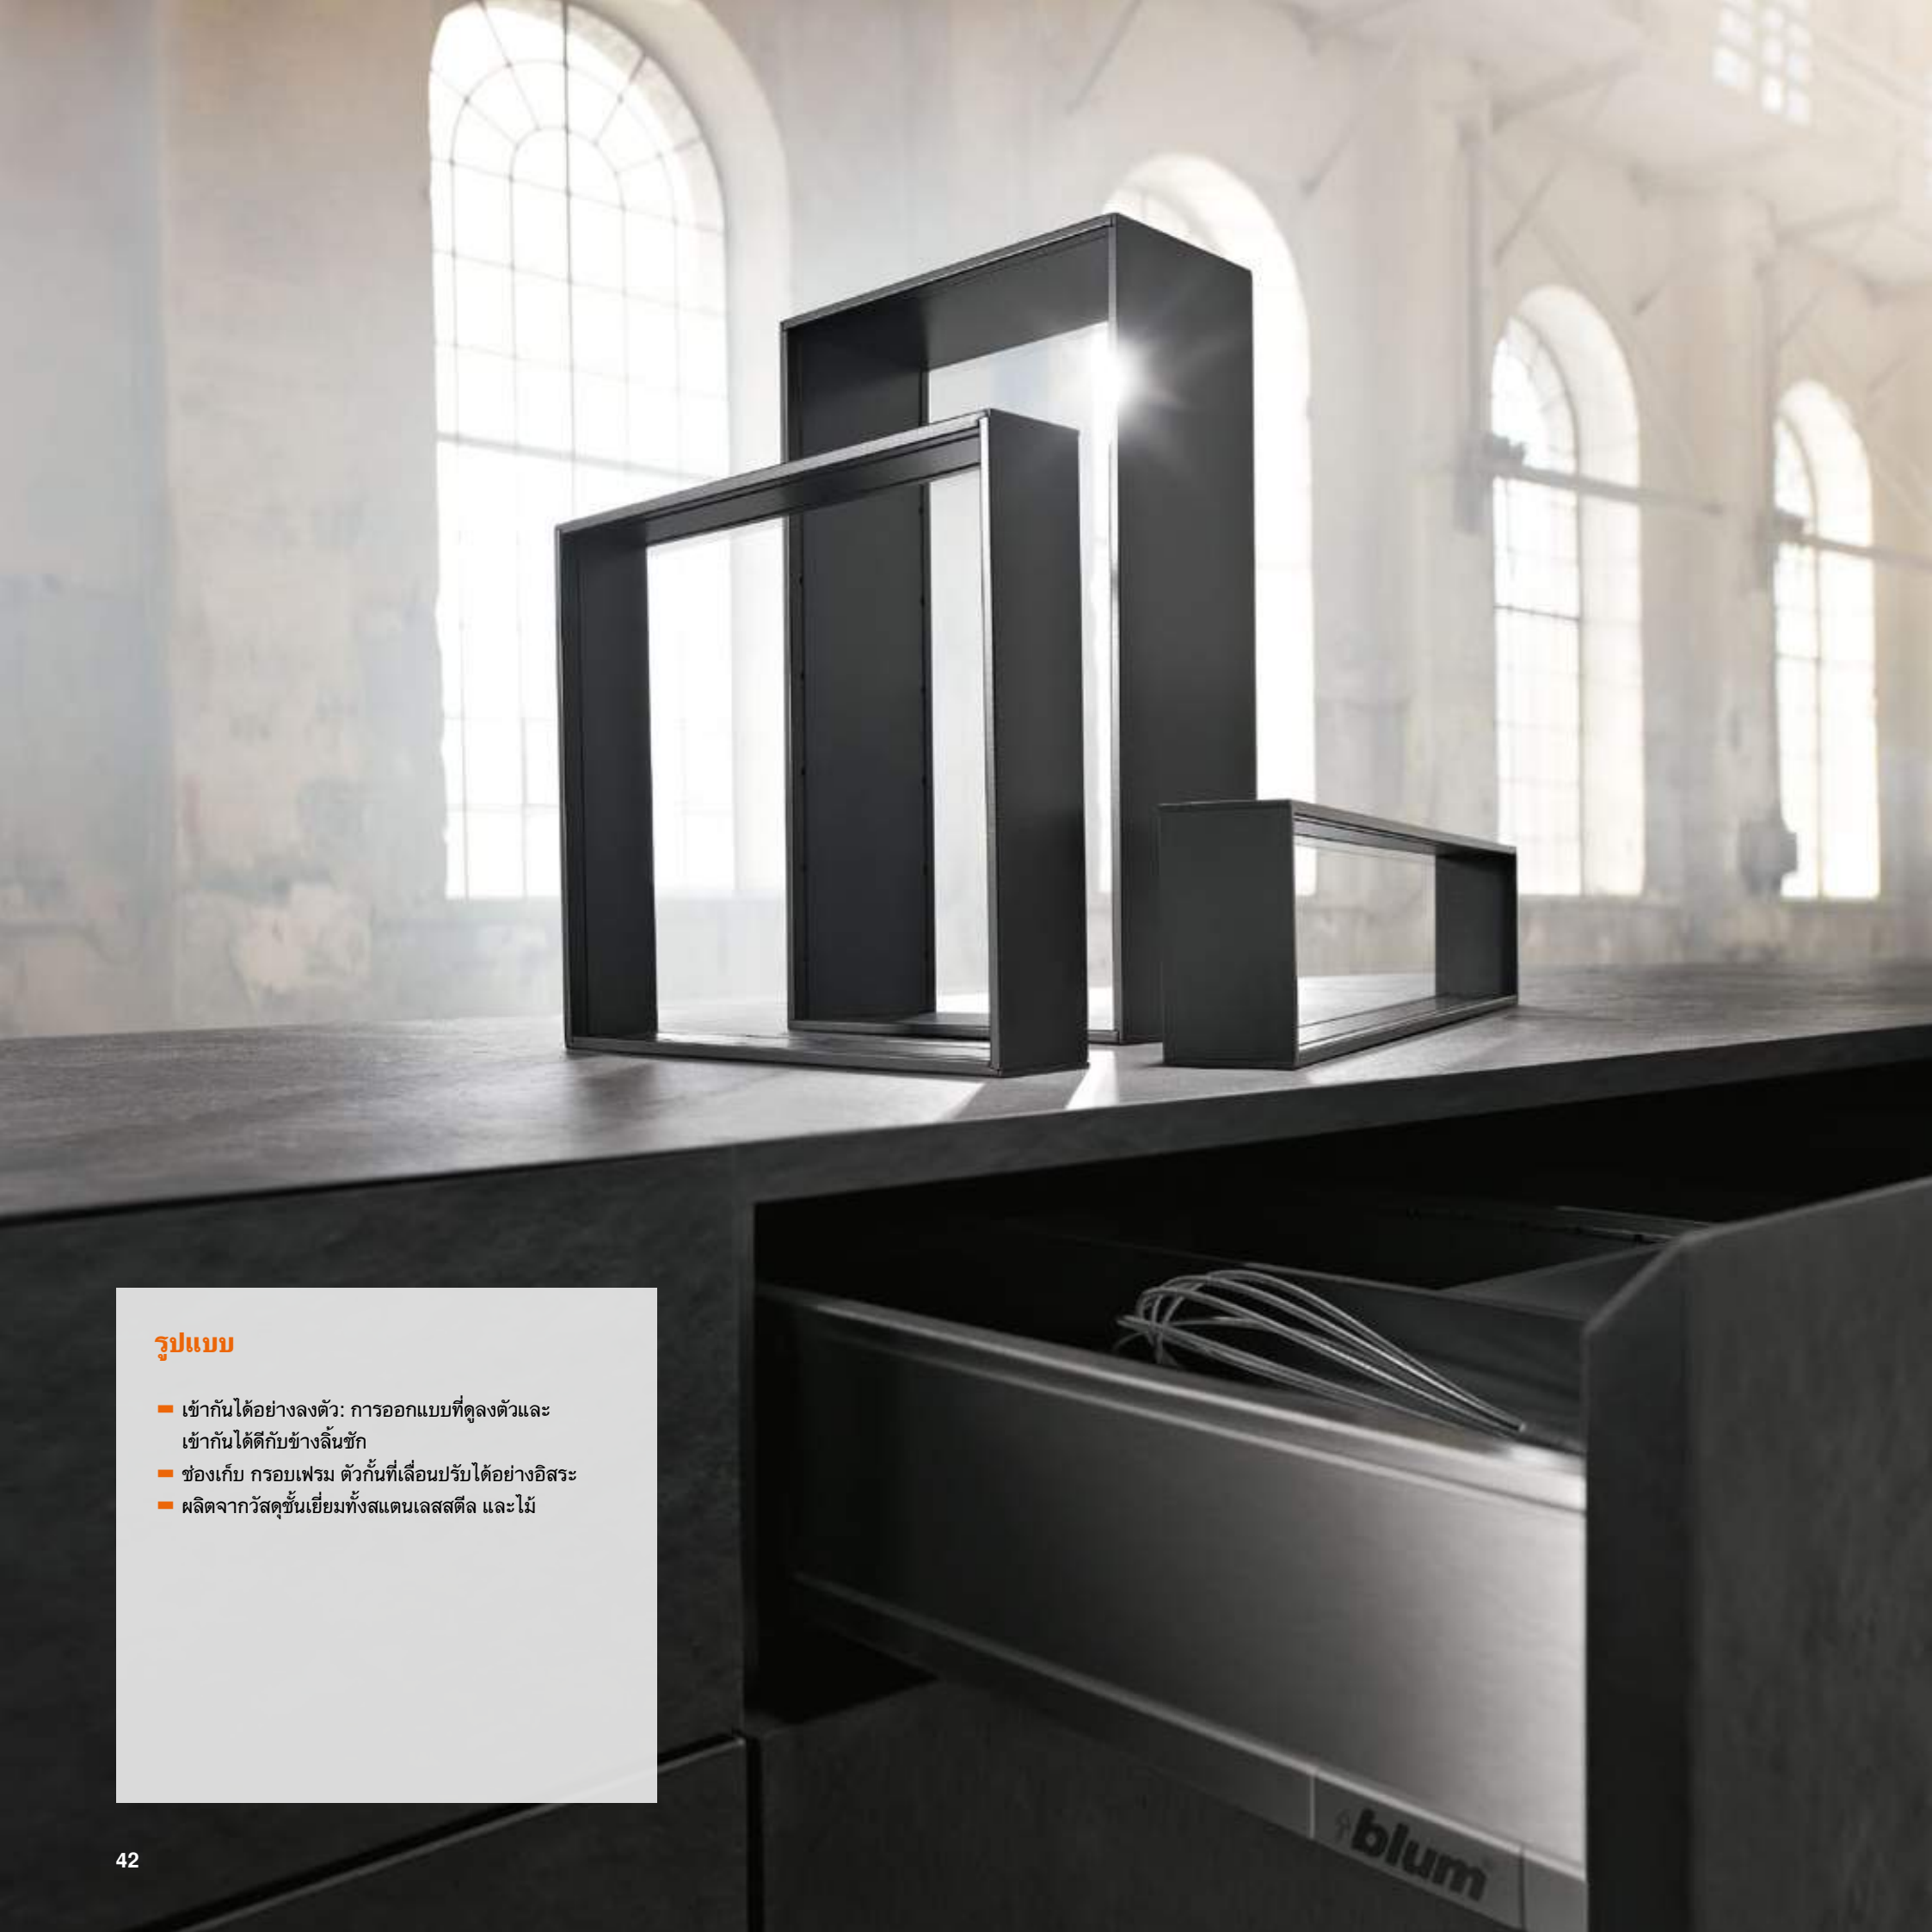 รูปแบบ
เข้ากันได้อย่างลงตัว: การออกแบบที่ดูลงตัวและ
เข้ากันได้ดีกับข้างลิ้นชัก
ช่องเก็บ กรอบเฟรม ตัวกั้นที่เลื่อนปรับได้อย่างอิสระ
ผลิตจากวัสดุชั้นเยี่ยมทั้งสแตนเลสสตีล และไม้
blum
42